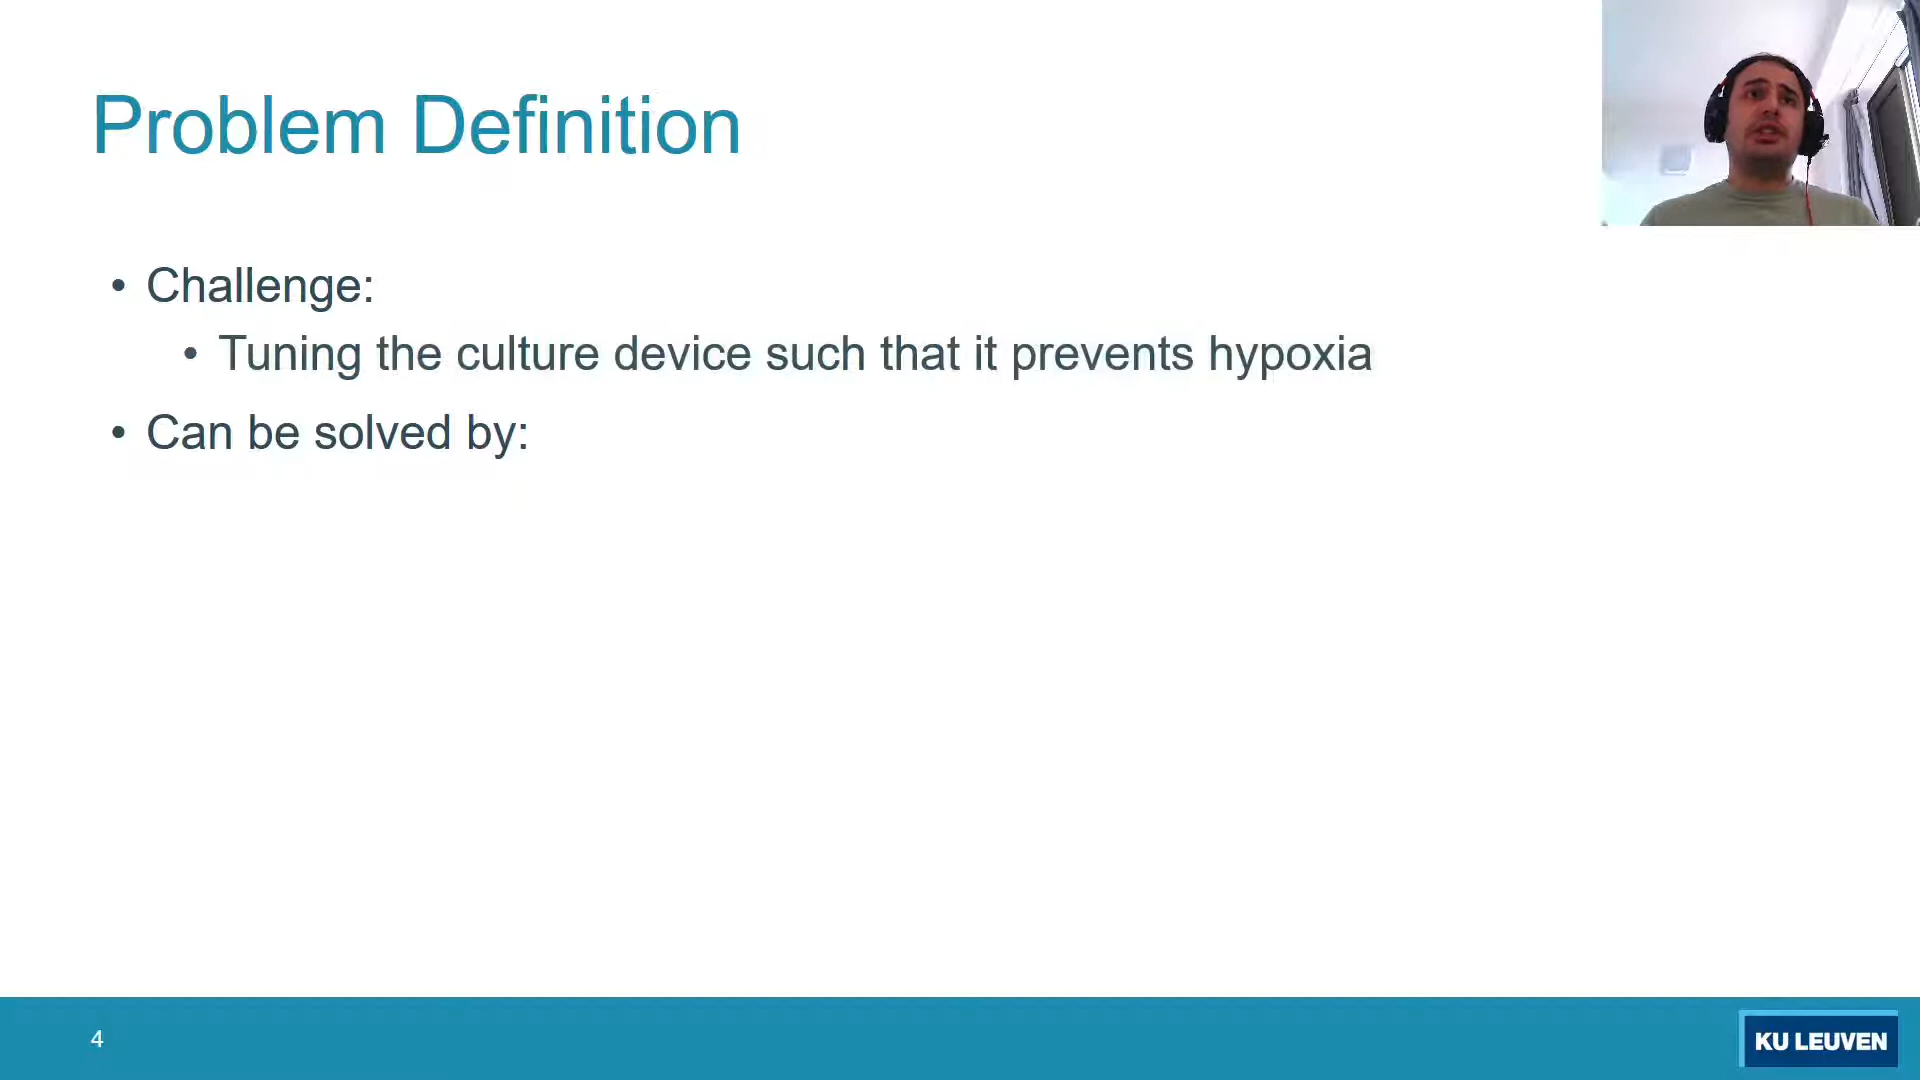 Problem Definition
• Challenge:
• Tuning the culture device such that it prevents hypoxia
• Can be solved by:
4
KU LEUVEN